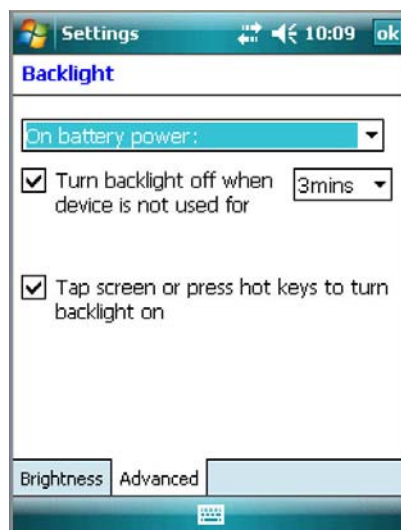 Settings 10:09 ok
Backlight
On battery power:
Turn backlight off when
device is not used for
3mins
Tap screen or press hot keys to turn
backlight on
Brightness Advanced